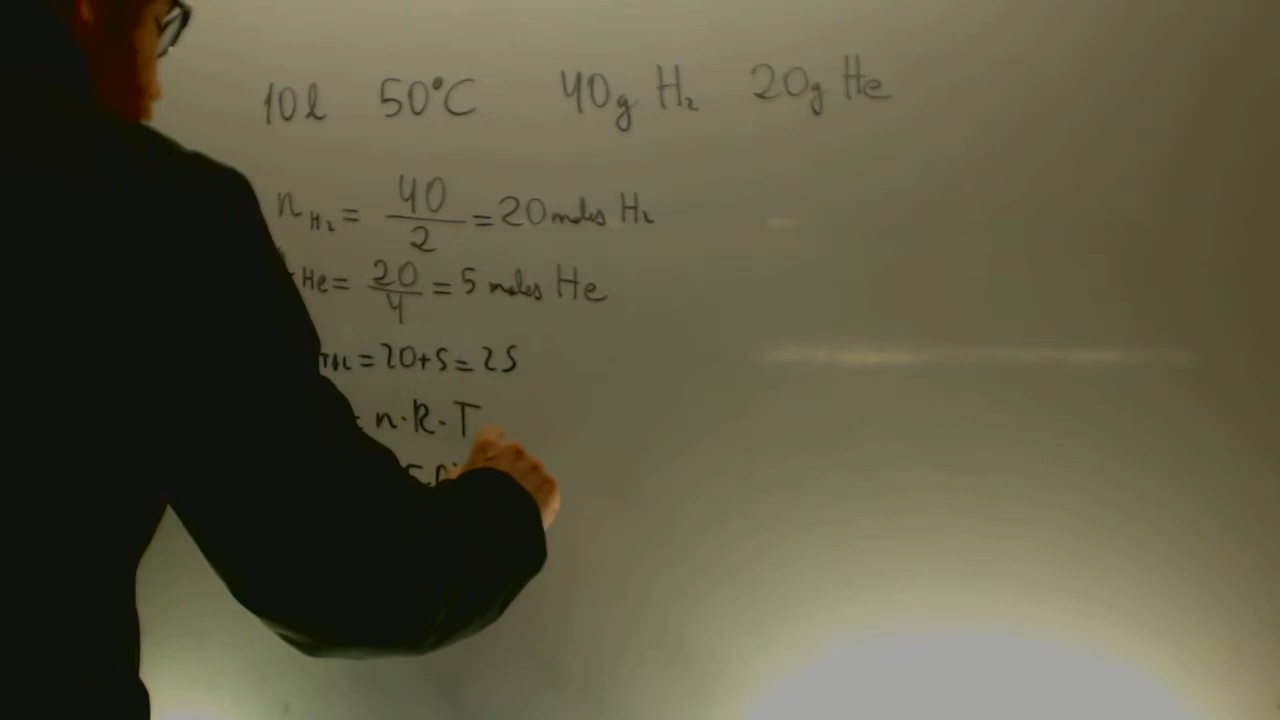 10l 50°C 40g H₂ 20g He
n H₂ = 40/2 = 20 moles H₂
He = 20/4 = 5 moles He
= 20+5 = 25
n·R·T